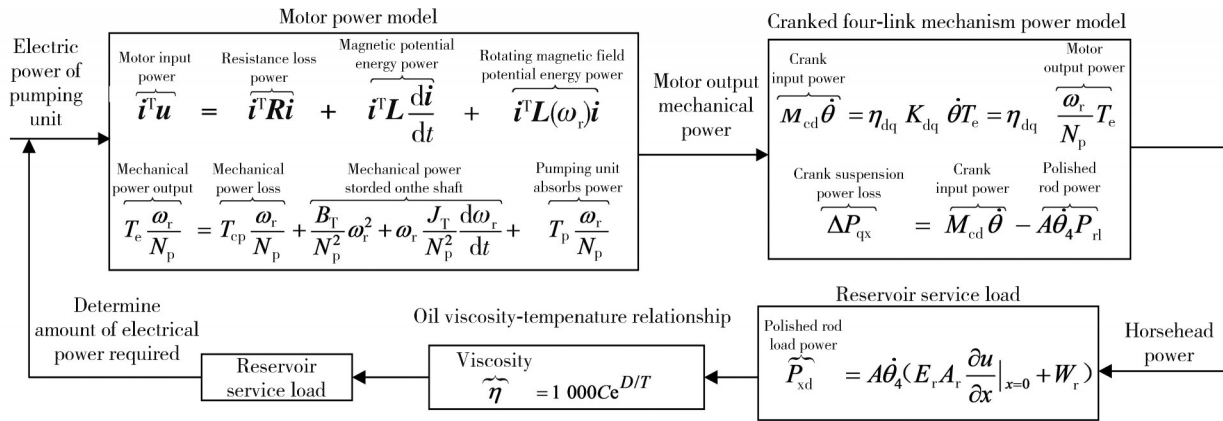 Motor power model
Electric
power of
pumping
unit
Motor input
power
Resistance loss
power
Magnetic potential
energy power
Rotating magnetic field
potential energy power
i^T u = i^T Ri + i^T L di/dt + i^T L(ω_r)i
Mechanical
power output
Mechanical
power loss
Mechanical power
storded onthe shaft
Pumping unit
absorbs power
T_e ω_r/N_p = T_cp ω_r/N_p + B_T/N_p^2 ω_r^2 + ω_r J_T/N_p^2 dω_r/dt + T_p ω_r/N_p
Motor output
mechanical
power
Cranked four-link mechanism power model
Crank
input power
Motor
output power
M_cd θ̇ = η_dq K_dq θ̇T_e = η_dq ω_r/N_p T_e
Crank suspension
power loss
Crank
input power
Polished
rod power
ΔP_qx = M_cd θ̇ − Aθ̇_4 P_rl
Horsehead
power
Reservoir service load
Polished rod
load power
P_xd = Aθ̇_4(E_r A_r ∂u/∂x|_x=0 + W_r)
Oil viscosity-tempenature relationship
Viscosity
η = 1 000Ce^D/T
Reservoir
service load
Determine
amount of electrical
power required